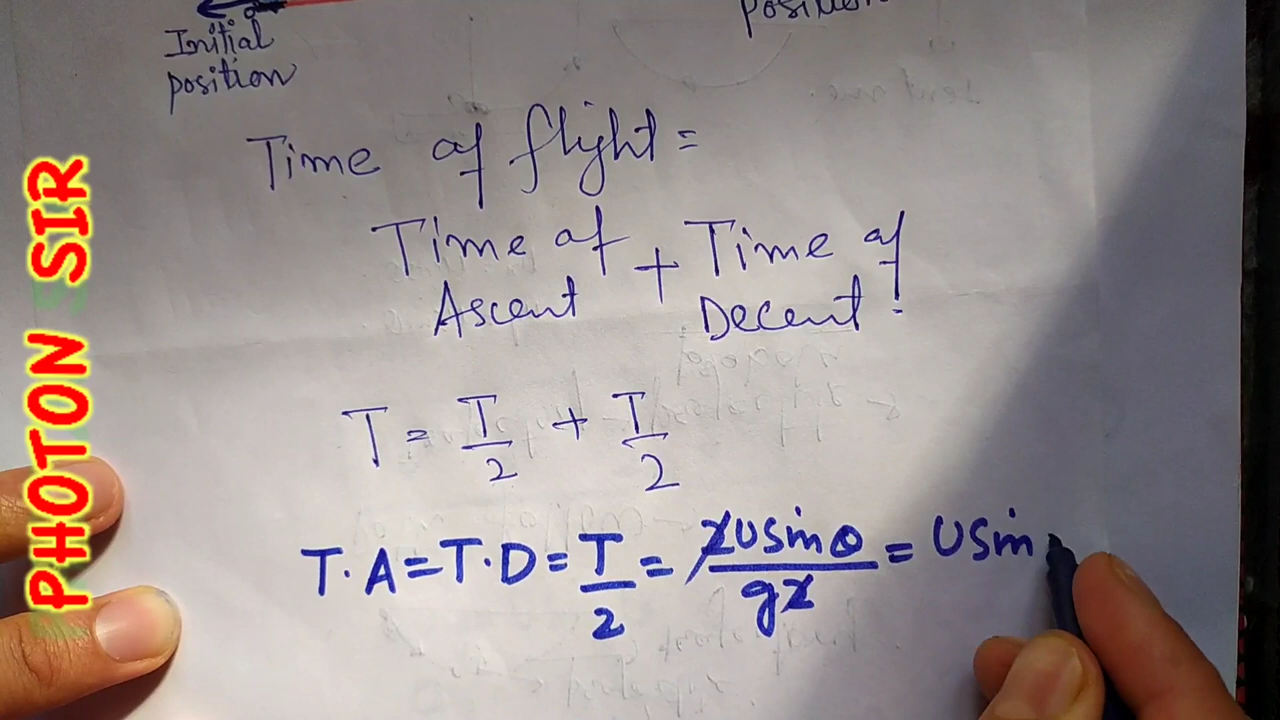 Initial
position
Time of flight =
Time of + Time of
Ascent Decent!
T = T/2 + T/2
T.A = T.D = T/2 = 2USinθ/g2 = USin
PHOTON SIR